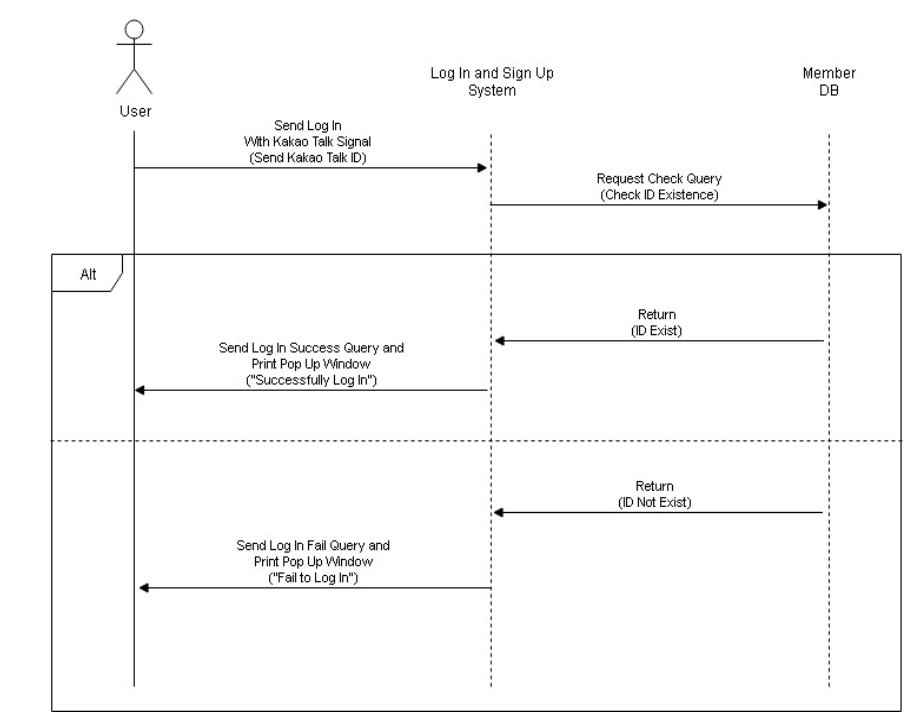 User
Log In and Sign Up
System
Member
DB
Send Log In
With Kakao Talk Signal
(Send Kakao Talk ID)
Request Check Query
(Check ID Existence)
Alt
Return
(ID Exist)
Send Log In Success Query and
Print Pop Up Window
("Successfully Log In")
Return
(ID Not Exist)
Send Log In Fail Query and
Print Pop Up Window
("Fail to Log In")